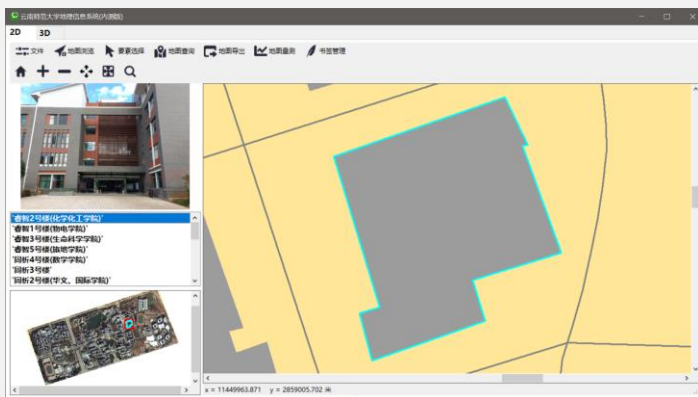 云南师范大学地理信息系统(内测版)
2D 3D
文件 地图浏览 要素选择 地图查询 地图导出 地图量测 书签管理
'睿智2号楼(化学化工学院)'
'睿智1号楼(物电学院)'
'睿智3号楼(生命科学学院)'
'睿智5号楼(旅地学院)'
'同析4号楼(数学学院)'
'同析3号楼'
'同析2号楼(华文、国际学院)'
x = 11449963.871 y = 2859005.702 米